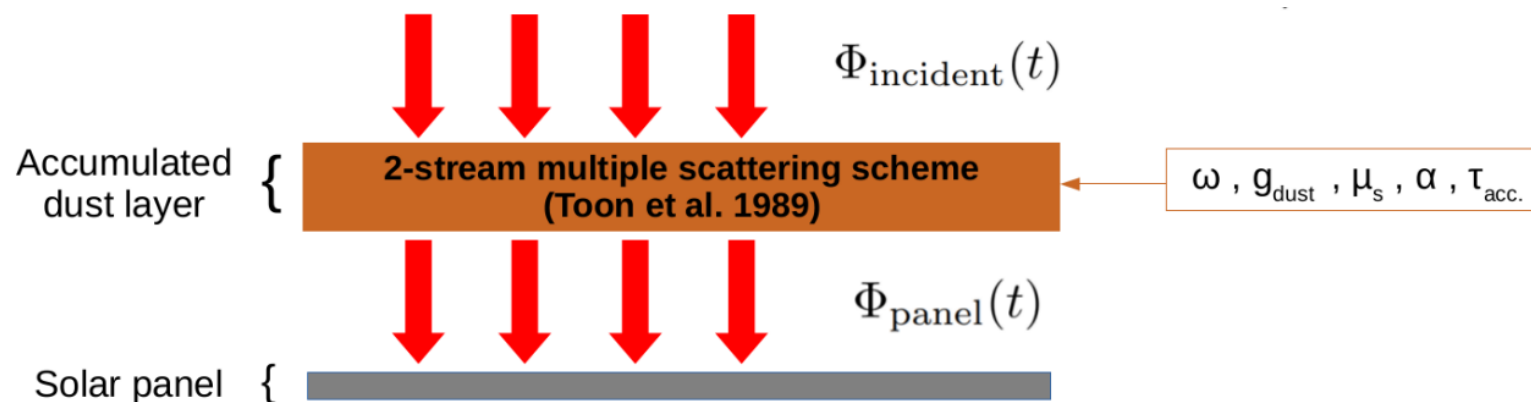 Φincident(t)
Accumulated
dust layer
{
2-stream multiple scattering scheme
(Toon et al. 1989)
ω , gdust , μs , α , τacc.
Φpanel(t)
Solar panel
{